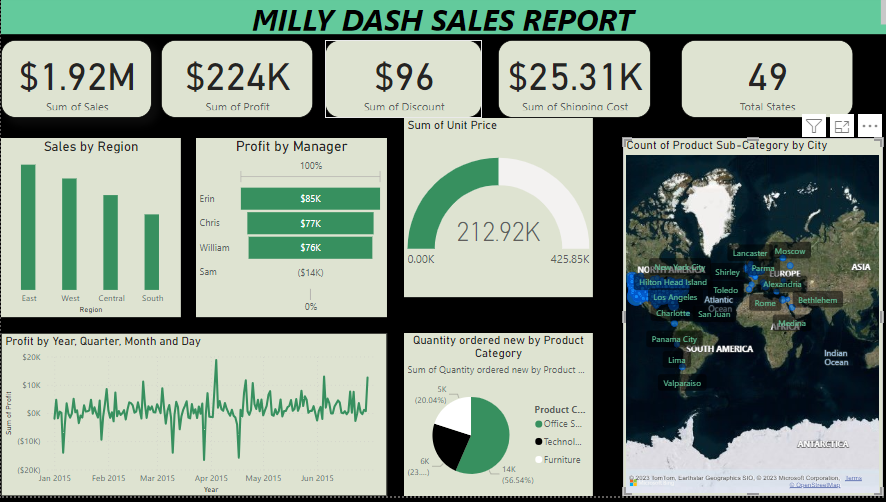 MILLY DASH SALES REPORT
$1.92M
Sum of Sales
$224K
Sum of Profit
$96
Sum of Discount
$25.31K
Sum of Shipping Cost
49
Total States
Sales by Region
East
West
Central
South
Region
Profit by Manager
100%
Erin
$85K
Chris
$77K
William
$76K
Sam
($14K)
0%
Sum of Unit Price
212.92K
0.00K
425.85K
Count of Product Sub-Category by City
Lancaster
Moscow
New York City
Shirley
Parma
EUROPE
ASIA
Hilton Head Island
Toledo
Alexandria
Los Angeles
Atlantic
Ocean
Rome
Bethlehem
Charlotte
San Juan
Medina
AFRICA
Panama City
SOUTH AMERICA
Lima
Indian
Ocean
Valparaiso
ANTARCTICA
© 2023 TomTom, Earthstar Geographics SIO, © 2023 Microsoft Corporation, Terms
© OpenStreetMap
Profit by Year, Quarter, Month and Day
Sum of Profit
$20K
$10K
$0K
($10K)
($20K)
Jan 2015
Feb 2015
Mar 2015
Apr 2015
May 2015
Jun 2015
Year
Quantity ordered new by Product
Category
Sum of Quantity ordered new by Product ...
5K
(20.04%)
6K
(23....)
14K
(56.54%)
Product C...
Office S...
Technol...
Furniture